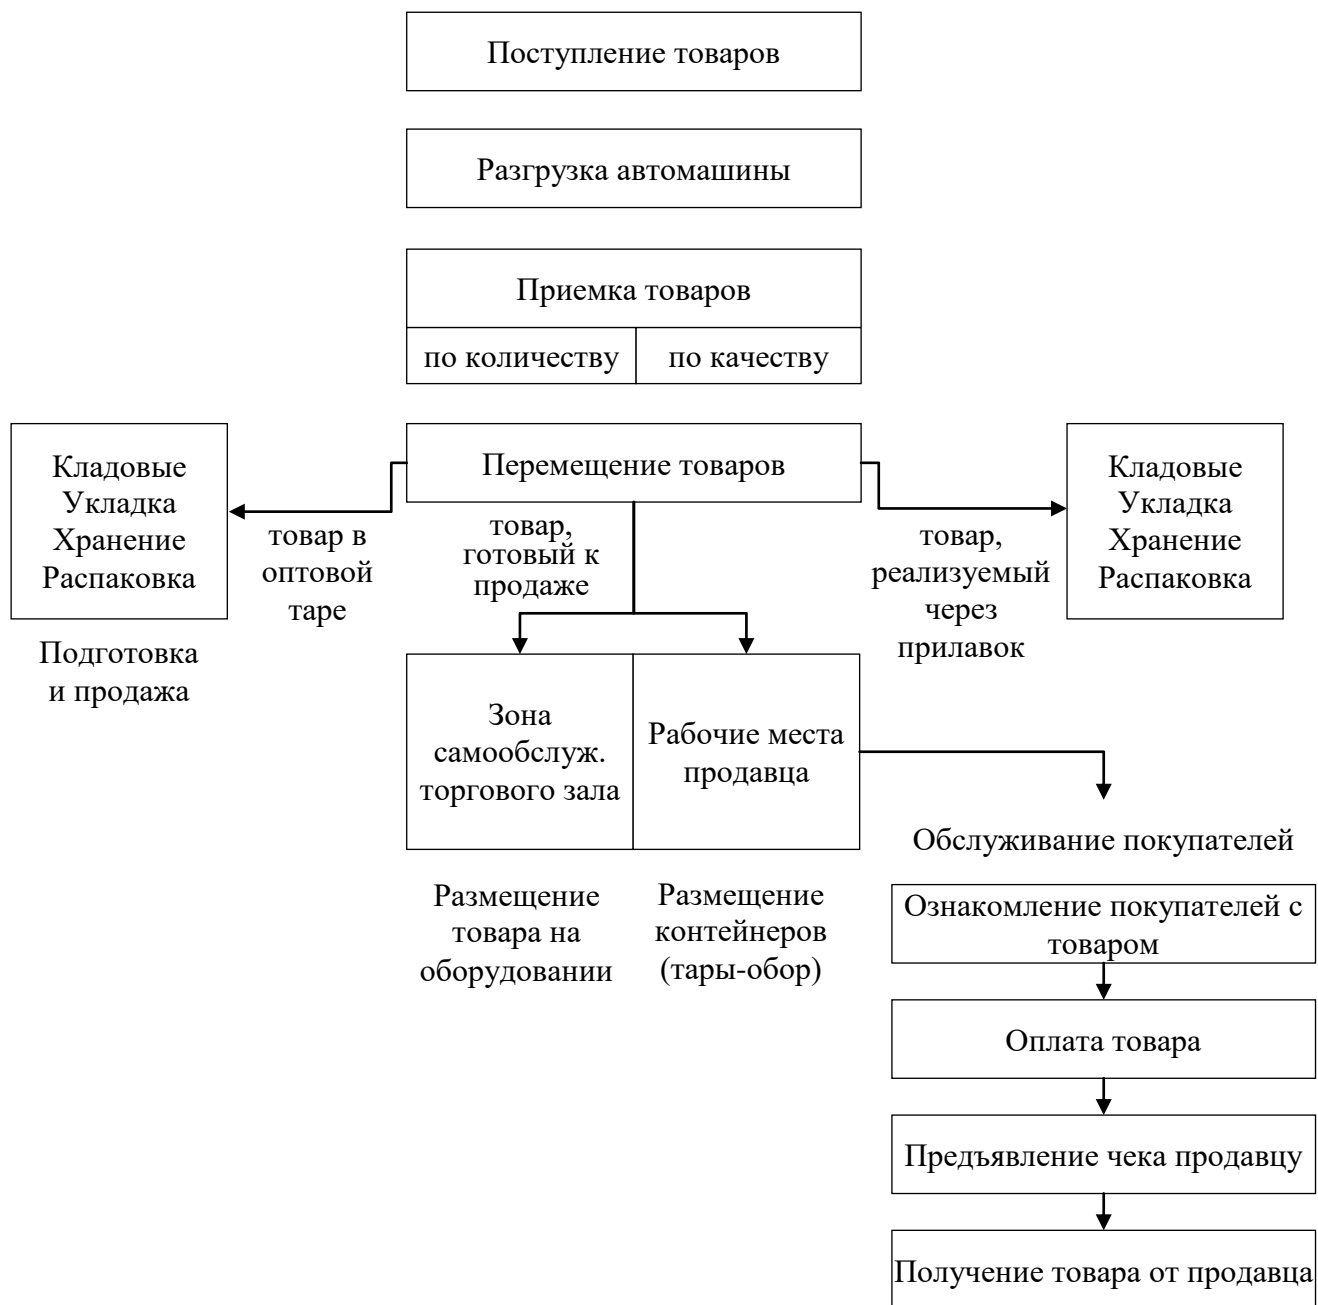 Поступление товаров
Разгрузка автомашины
Приемка товаров
по количеству
по качеству
Кладовые
Укладка
Хранение
Распаковка
Подготовка
и продажа
товар в
оптовой
таре
Перемещение товаров
товар,
готовый к
продаже
товар,
реализуемый
через
прилавок
Кладовые
Укладка
Хранение
Распаковка
Зона
самообслуж.
торгового зала
Рабочие места
продавца
Размещение
товара на
оборудовании
Размещение
контейнеров
(тары-обор)
Обслуживание покупателей
Ознакомление покупателей с
товаром
Оплата товара
Предъявление чека продавцу
Получение товара от продавца